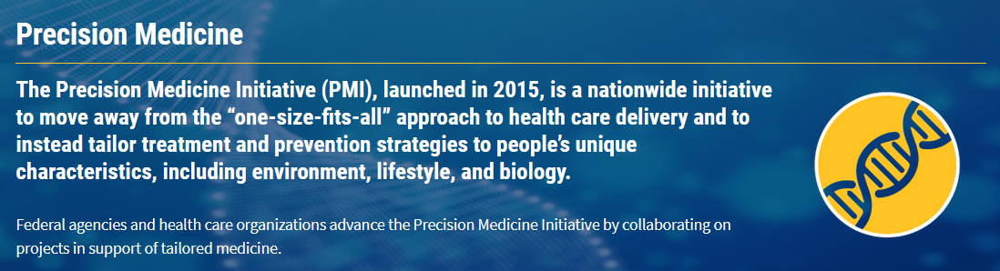 Precision Medicine
The Precision Medicine Initiative (PMI), launched in 2015, is a nationwide initiative
to move away from the “one-size-fits-all” approach to health care delivery and to
instead tailor treatment and prevention strategies to people’s unique
characteristics, including environment, lifestyle, and biology.
Federal agencies and health care organizations advance the Precision Medicine Initiative by collaborating on
projects in support of tailored medicine.